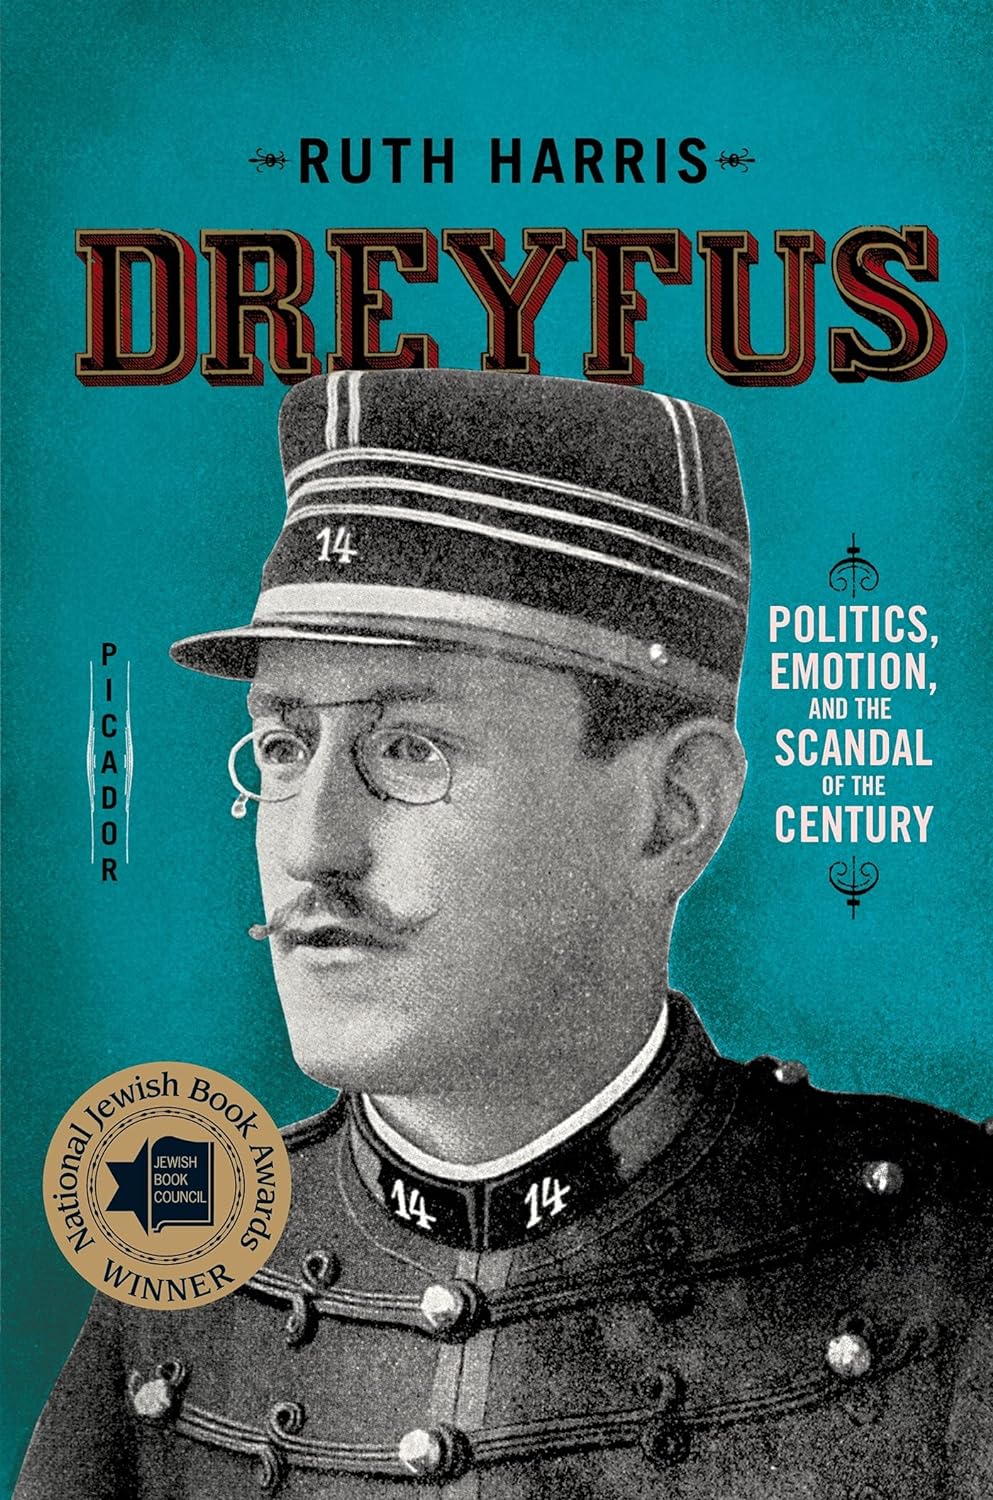 RUTH HARRIS
DREYFUS
14
POLITICS,
EMOTION,
AND THE
SCANDAL
OF THE
CENTURY
PICADOR
National Jewish Book Awards
JEWISH
BOOK
COUNCIL
WINNER
14 14